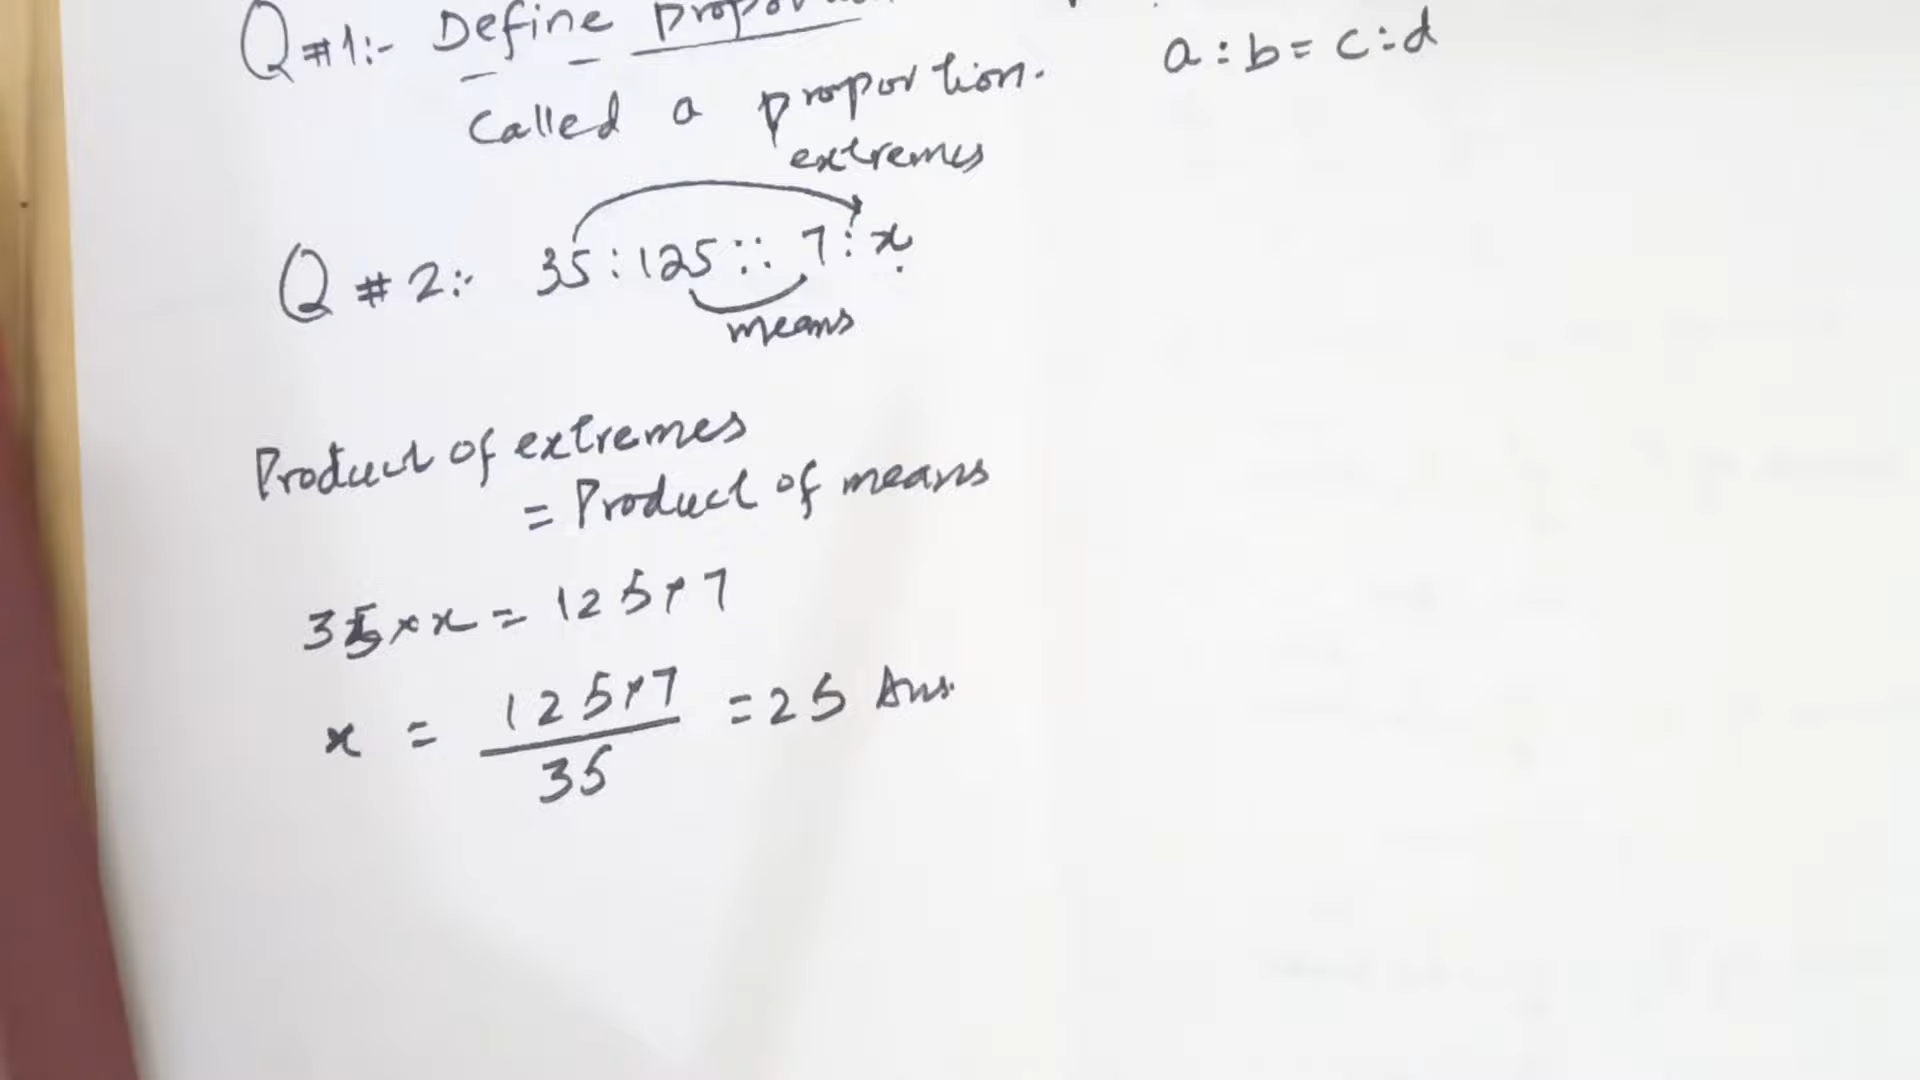 Q#1:- Define Proportion
Called a proportion. a:b=c:d
extremes
Q#2:- 35:125::7:x
means
Product of extremes
= Product of means
35×x=125×7
x = 125×7/35 =25 Ans.